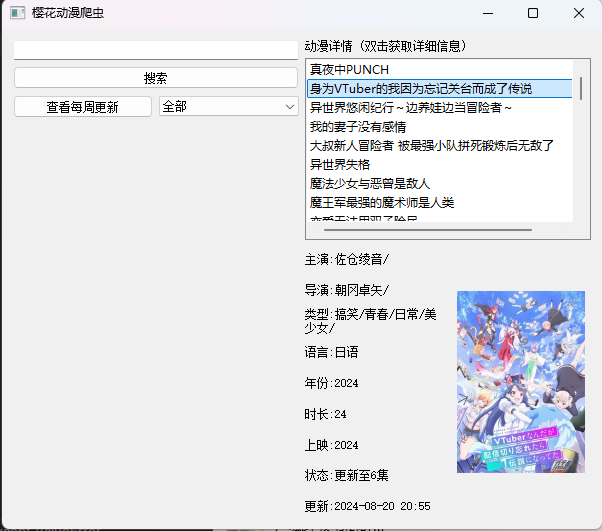 樱花动漫爬虫
搜索
查看每周更新
全部
动漫详情（双击获取详细信息）
真夜中PUNCH
身为VTuber的我因为忘记关台而成了传说
异世界悠闲纪行～边养娃边当冒险者～
我的妻子没有感情
大叔新人冒险者 被最强小队拼死锻炼后无敌了
异世界失格
魔法少女与恶曾是敌人
魔王军最强的魔术师是人类
主演:佐仓绫音/
导演:朝冈卓矢/
类型:搞笑/青春/日常/美
少女/
语言:日语
年份:2024
时长:24
上映:2024
状态:更新至6集
更新:2024-08-20 20:55
VTuberなんだが
配信切り忘れたら
伝説になってた